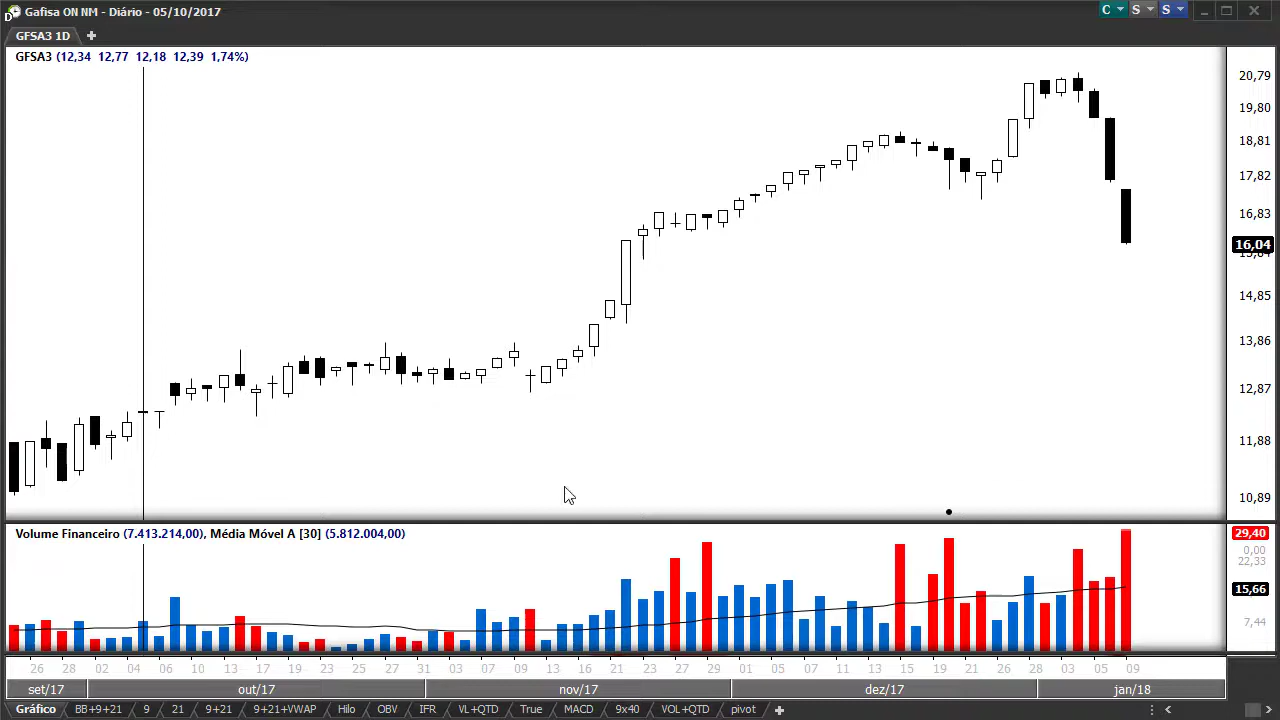 Gafisa ON NM - Diário - 05/10/2017
C S S
GFSA3 1D
GFSA3 (12,34 12,77 12,18 12,39 1,74%)
20,79
19,80
18,81
17,82
16,83
16,04
15,84
14,85
13,86
12,87
11,88
10,89
Volume Financeiro (7.413.214,00), Média Móvel A [30] (5.812.004,00)
29,40
0,00
22,33
15,66
7,44
26 28 02 04 06 10 13 17 19 23 25 27 31 03 07 09 13 16 21 23 27 29 01 05 07 11 13 15 19 21 26 28 03 05 09
set/17 out/17 nov/17 dez/17 jan/18
Gráfico BB+9+21 9 21 9+21 9+21+VWAP Hilo OBV IFR VL+QTD True MACD 9x40 VOL+QTD pivot